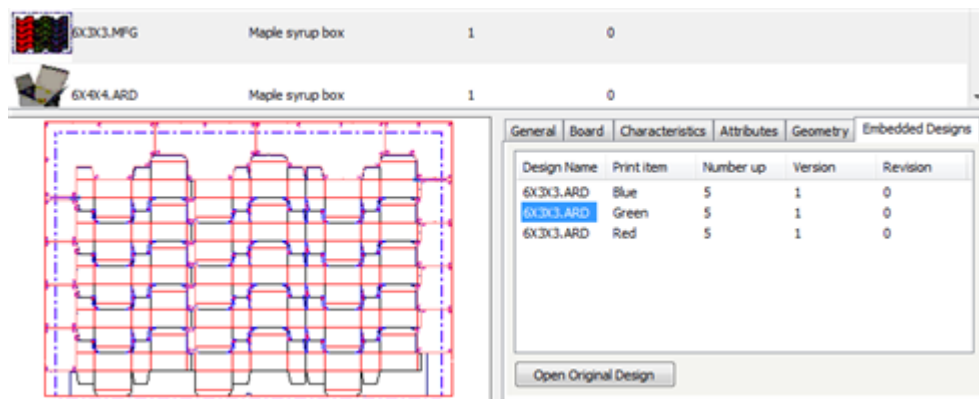 6X3X3.MFG Maple syrup box 1 0
6X4X4.ARD Maple syrup box 1 0
General Board Characteristics Attributes Geometry Embedded Designs
Design Name Print item Number up Version Revision
6X3X3.ARD Blue 5 1 0
6X3X3.ARD Green 5 1 0
6X3X3.ARD Red 5 1 0
Open Original Design